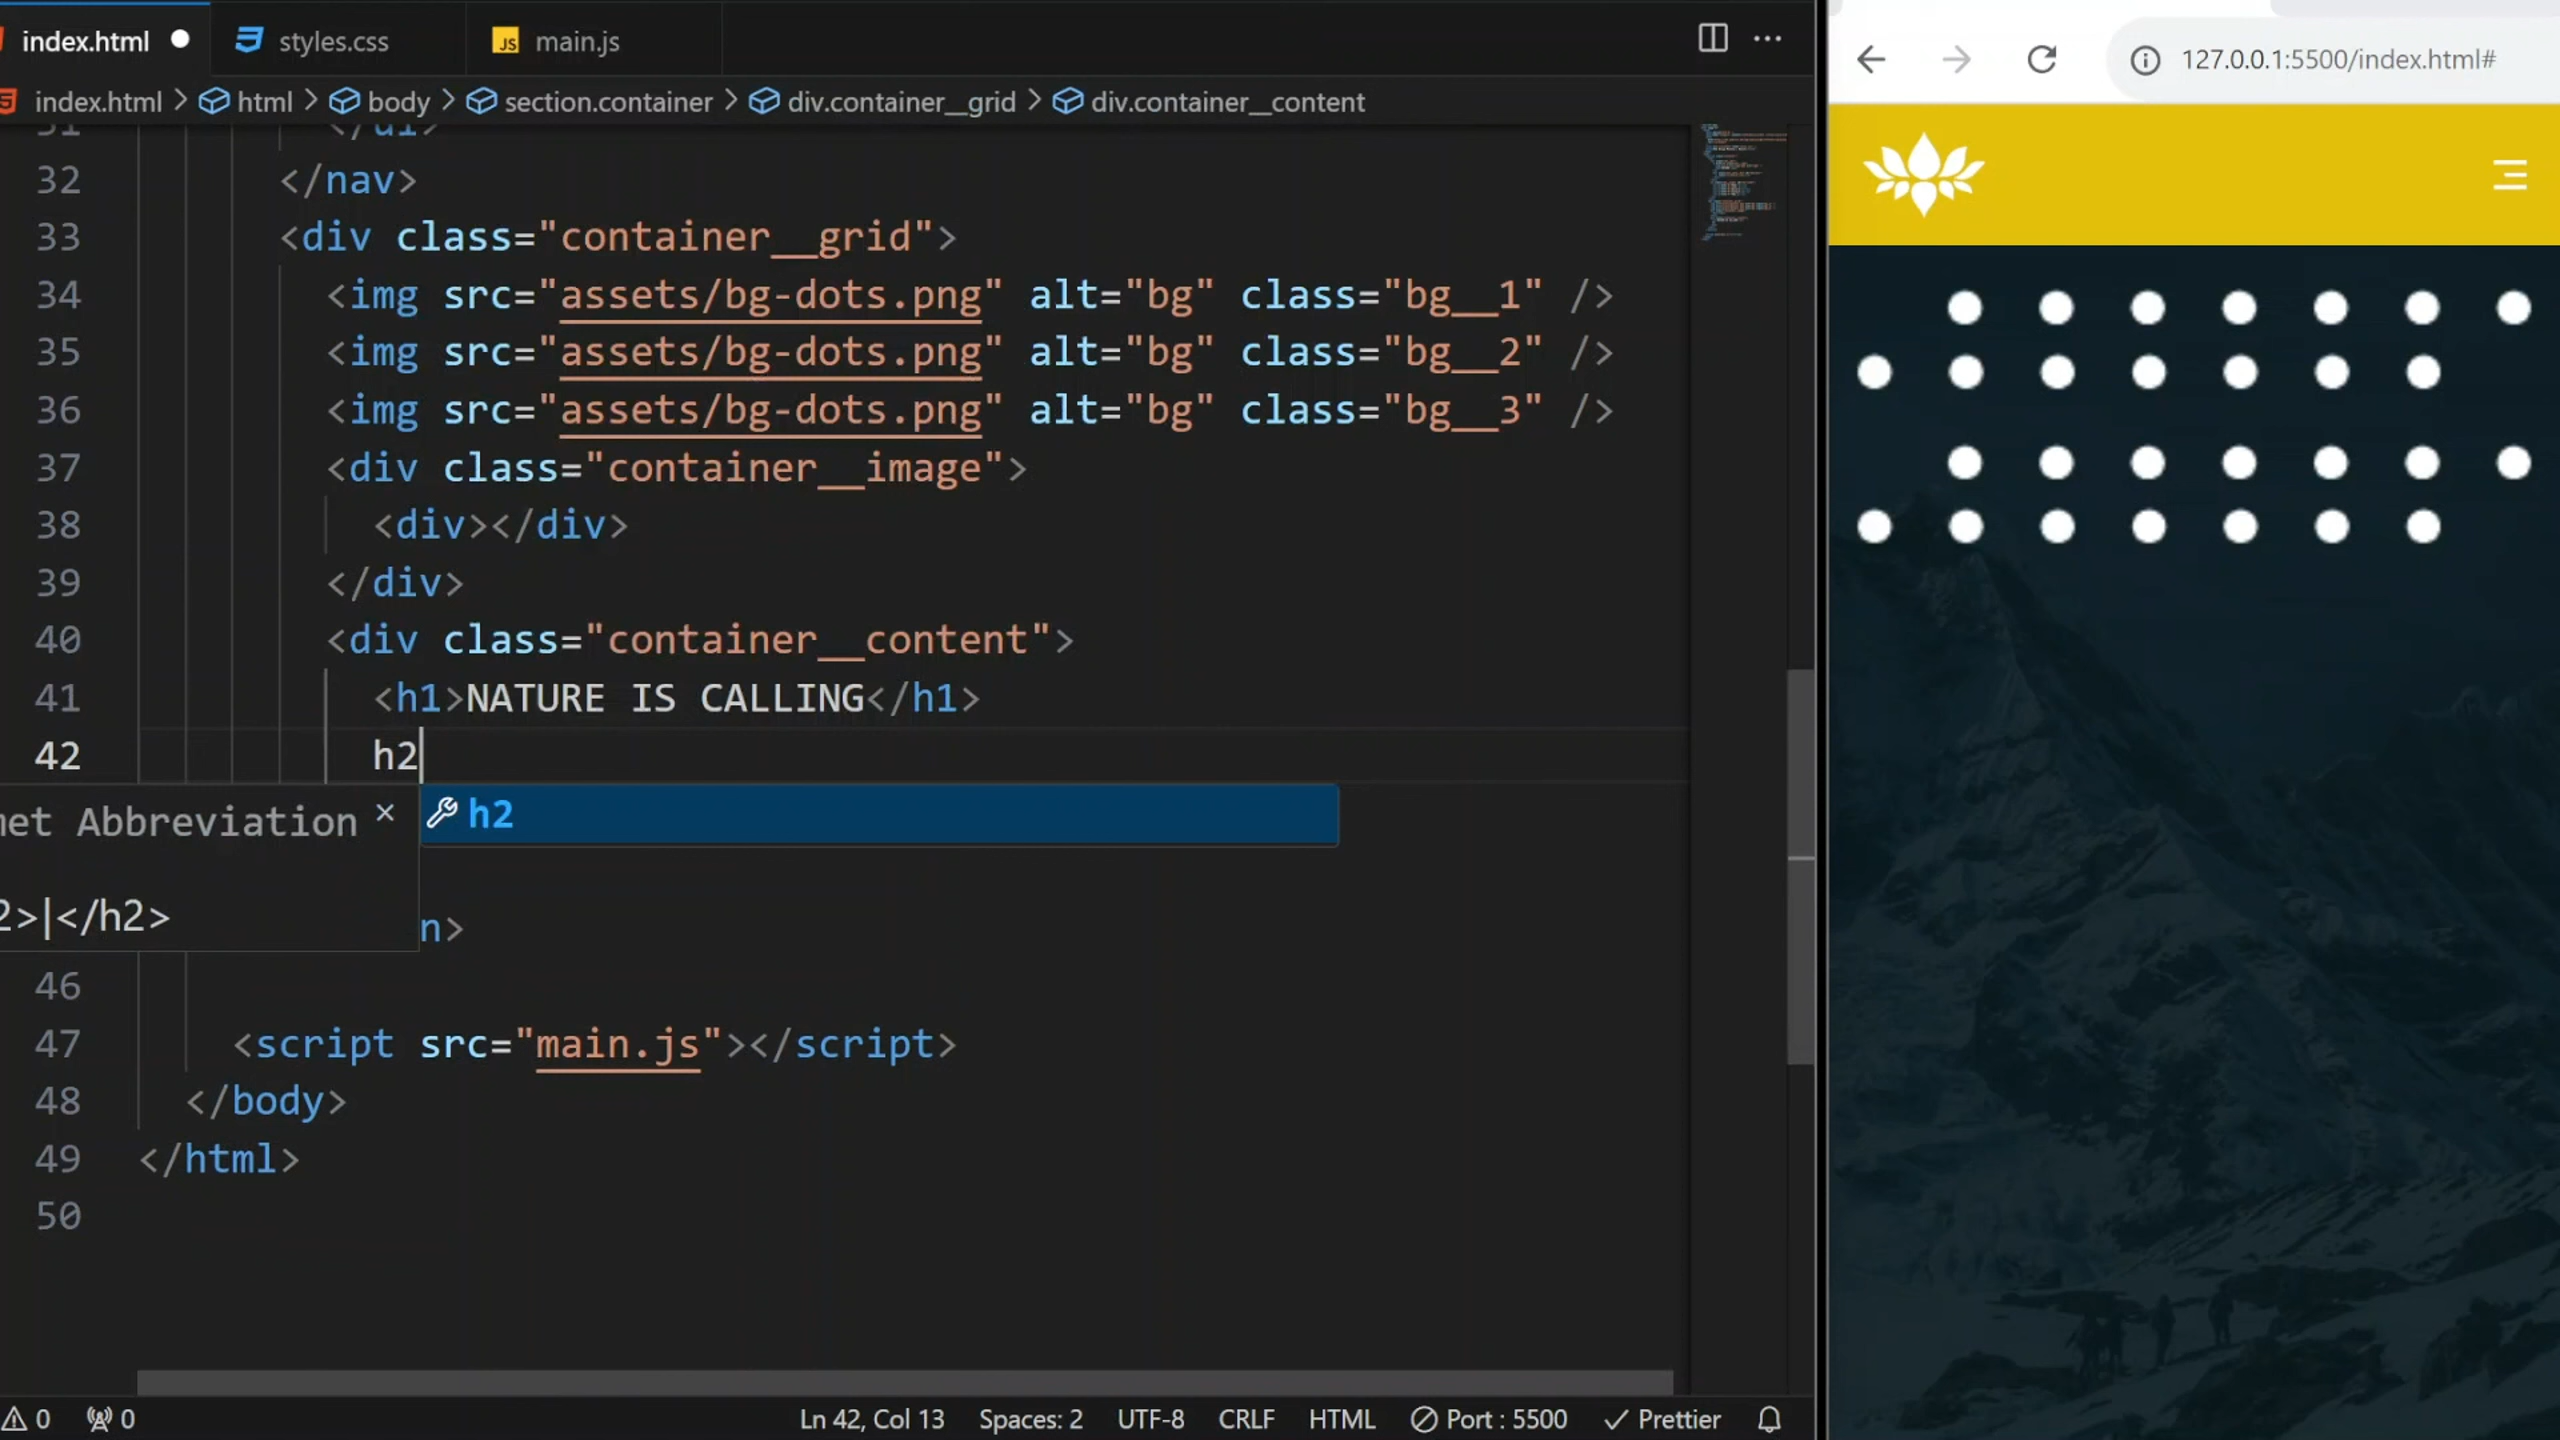 index.html
styles.css
JS main.js
127.0.0.1:5500/index.html#
index.html > html > body > section.container > div.container__grid > div.container__content
31 </ul>
32 </nav>
33 <div class="container__grid">
34 <img src="assets/bg-dots.png" alt="bg" class="bg__1" />
35 <img src="assets/bg-dots.png" alt="bg" class="bg__2" />
36 <img src="assets/bg-dots.png" alt="bg" class="bg__3" />
37 <div class="container__image">
38 <div></div>
39 </div>
40 <div class="container__content">
41 <h1>NATURE IS CALLING</h1>
42 h2
met Abbreviation ×
h2
2>|</h2>
n>
46
47 <script src="main.js"></script>
48 </body>
49 </html>
50
0 0 Ln 42, Col 13 Spaces: 2 UTF-8 CRLF HTML Port : 5500 Prettier